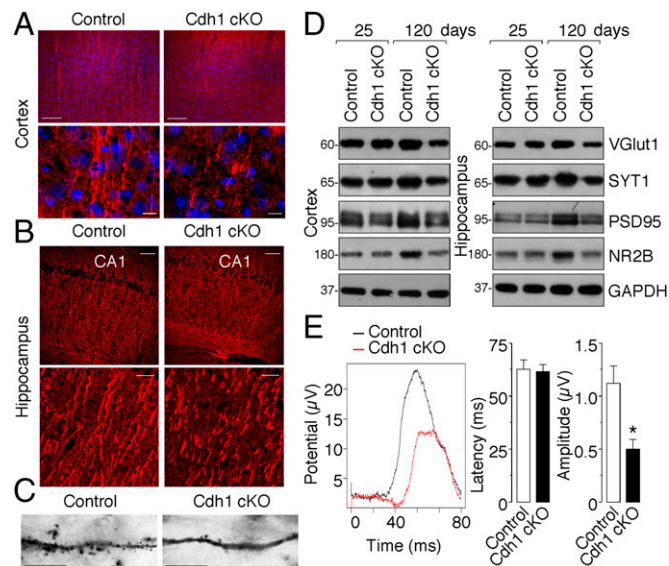 A
Control
Cdh1 cKO
Cortex
B
Control
Cdh1 cKO
CA1
CA1
Hippocampus
C
Control
Cdh1 cKO
D
25
120 days
25
120 days
Control
Cdh1 cKO
Control
Cdh1 cKO
Control
Cdh1 cKO
Control
Cdh1 cKO
Cortex
60-
65-
95-
180-
37-
Hippocampus
60-
65-
95-
180-
37-
VGlut1
SYT1
PSD95
NR2B
GAPDH
E
Control
Cdh1 cKO
Potential (µV)
20
15
10
5
0
40
80
Time (ms)
Latency (ms)
75
50
25
0
Control
Cdh1 cKO
Amplitude (µV)
1.5
1.0
0.5
0
*
Control
Cdh1 cKO